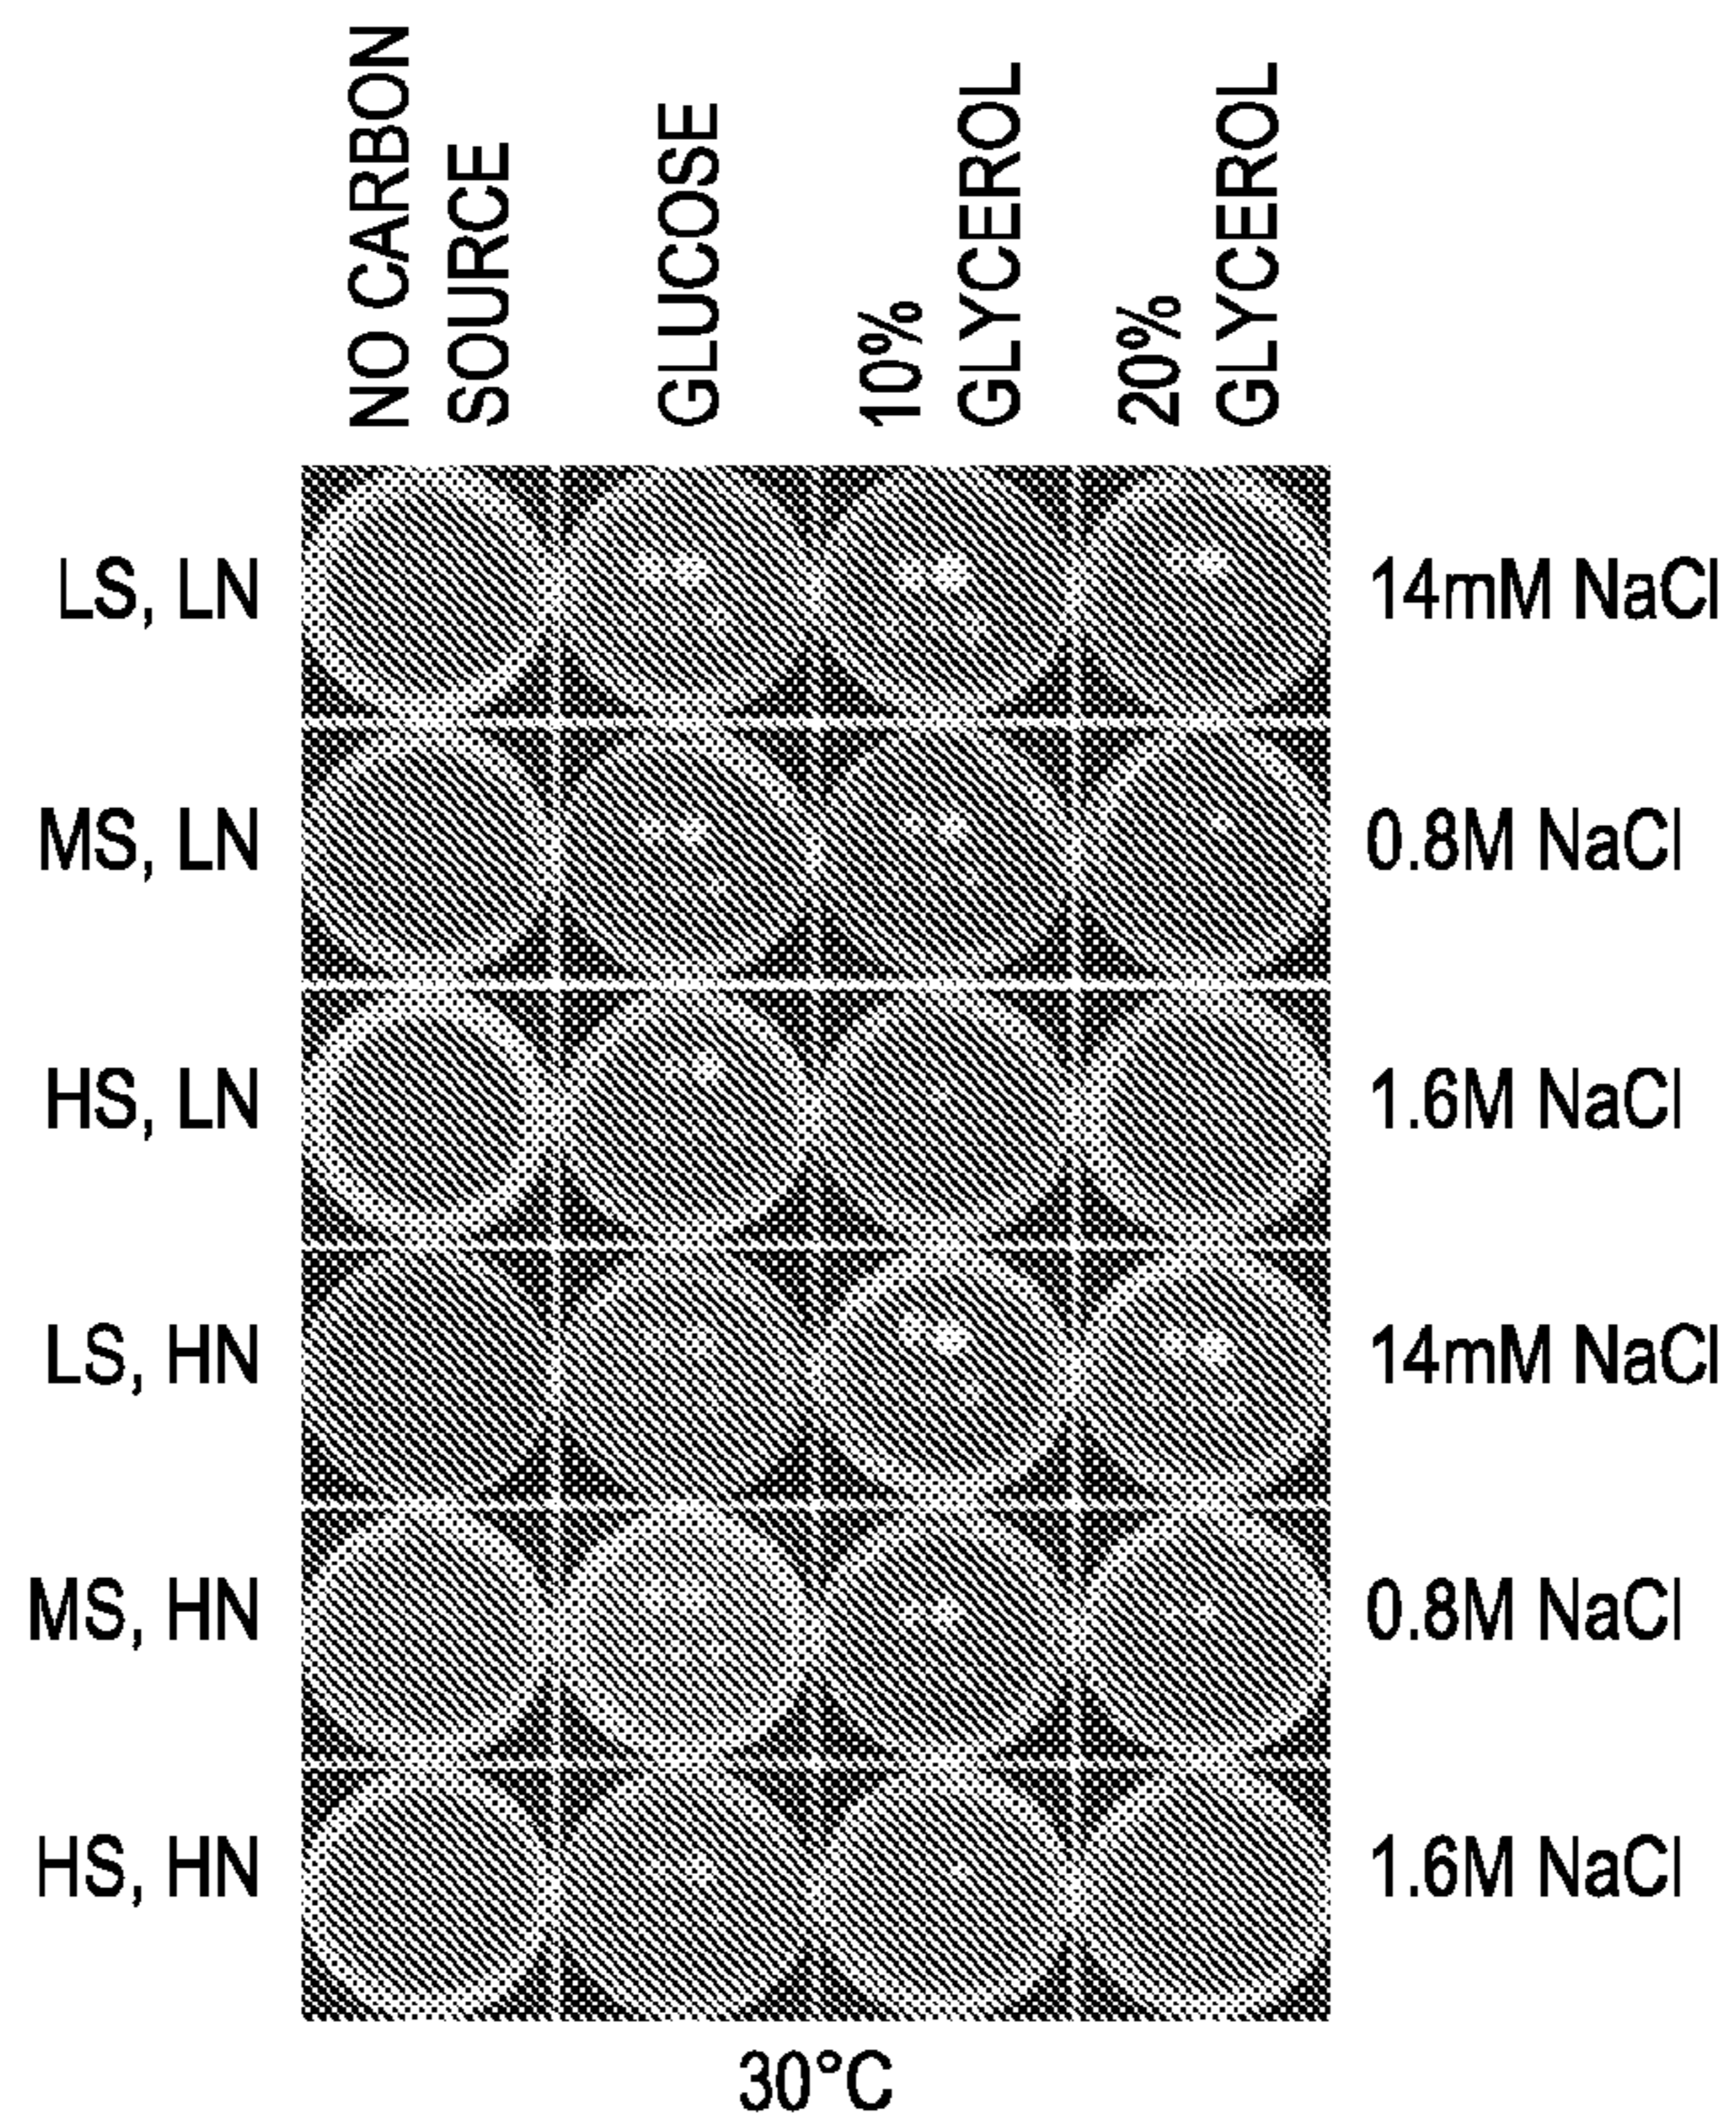 NO CARBON
SOURCE
GLUCOSE
10%
GLYCEROL
20%
GLYCEROL
LS, LN
14mM NaCl
MS, LN
0.8M NaCl
HS, LN
1.6M NaCl
LS, HN
14mM NaCl
MS, HN
0.8M NaCl
HS, HN
1.6M NaCl
30°C